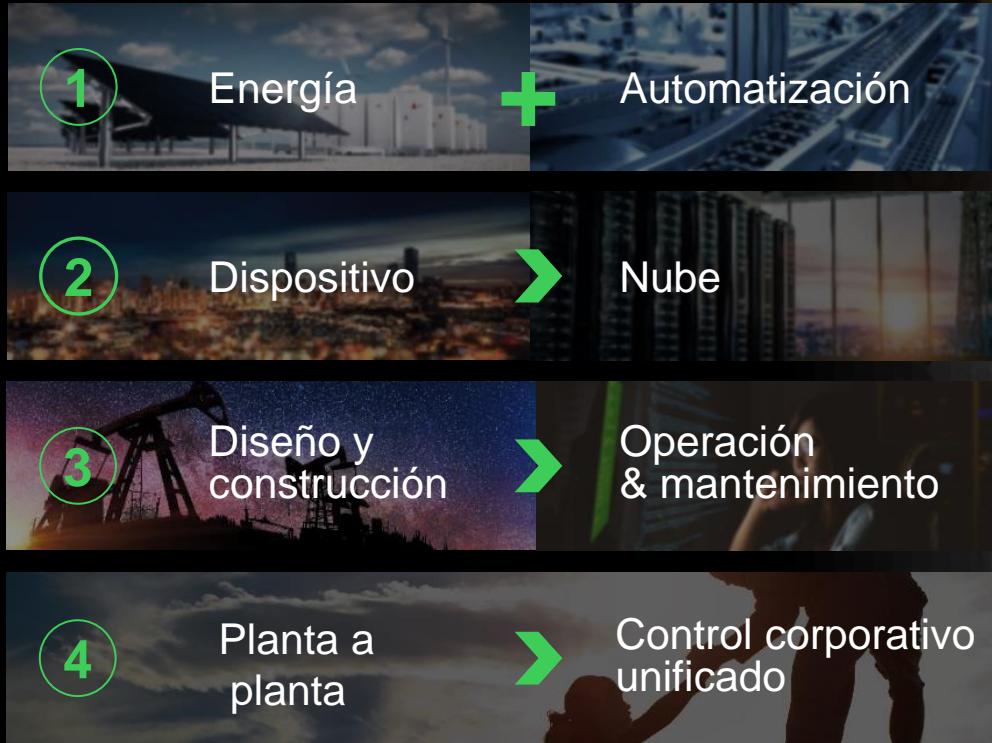 1 Energía + Automatización
2 Dispositivo Nube
3 Diseño y
construcción
Operación
& mantenimiento
4 Planta a
planta
Control corporativo
unificado